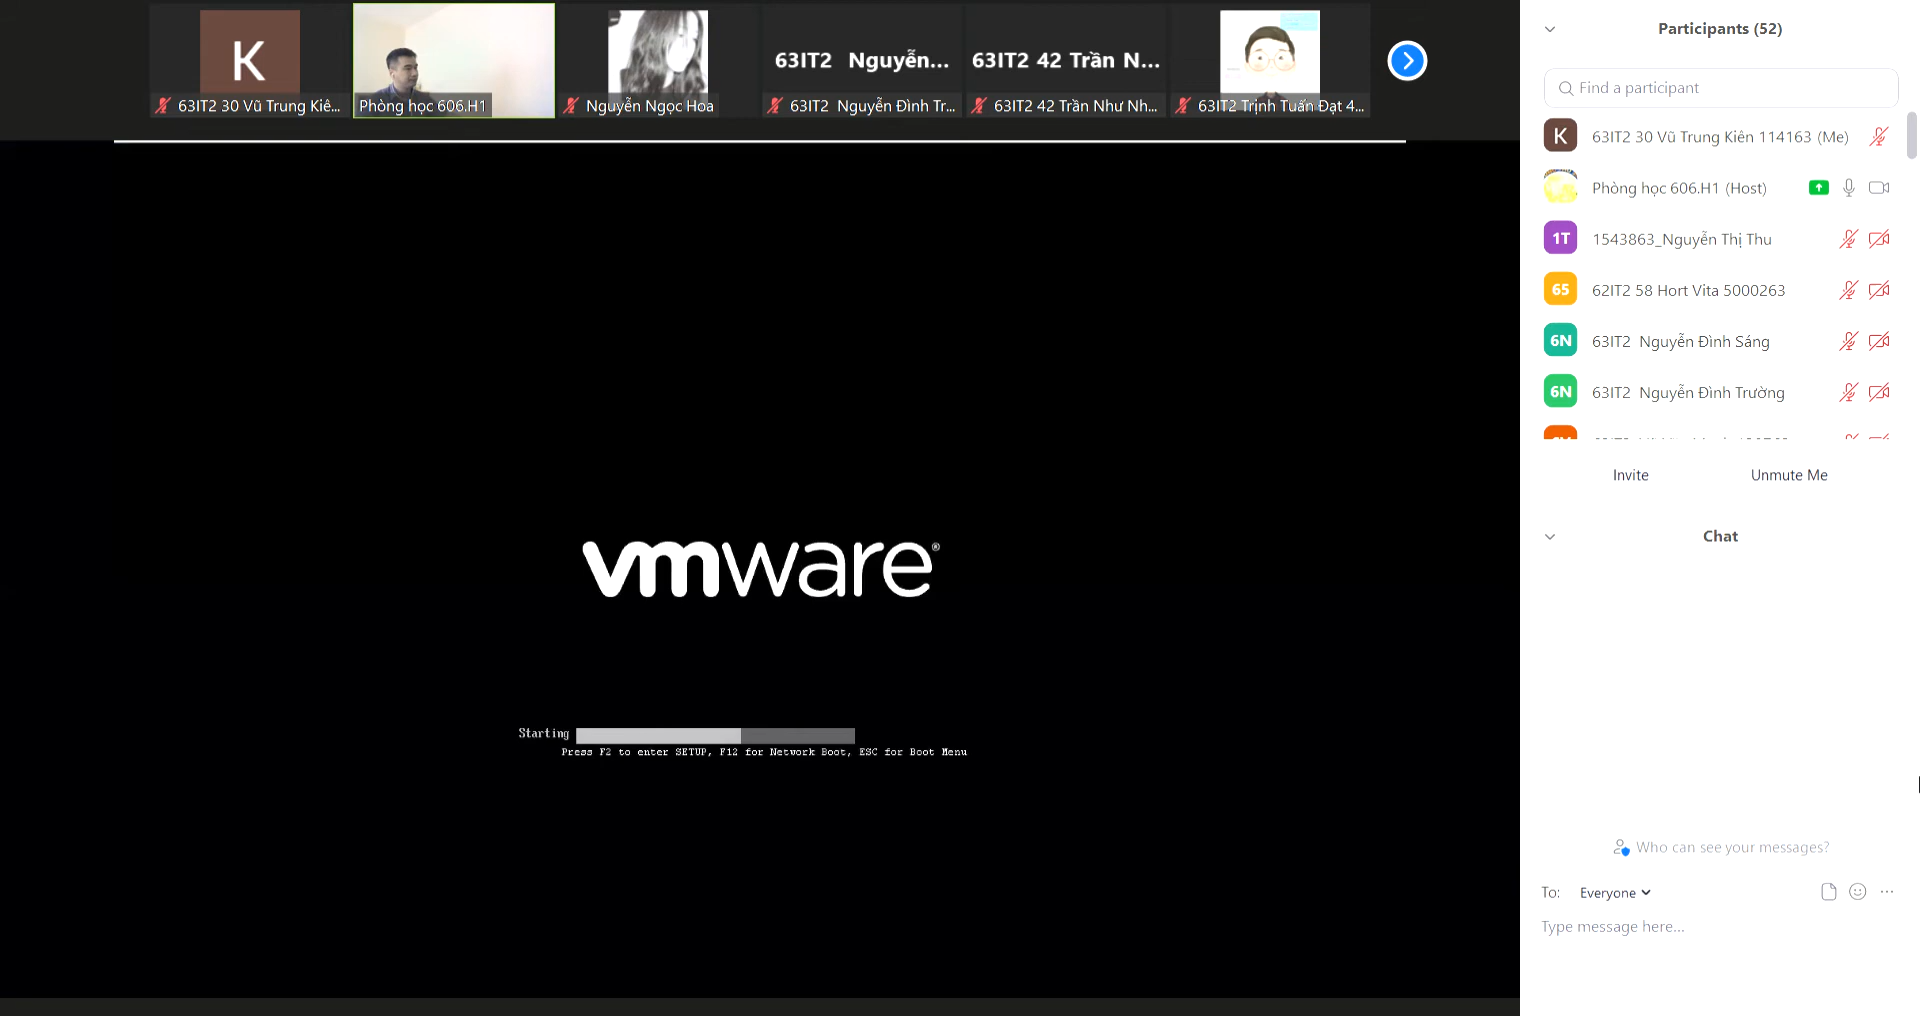 K
63IT2 30 Vũ Trung Kiê...
Phòng học 606.H1
Nguyễn Ngọc Hoa
63IT2 Nguyễn...
63IT2 Nguyễn Đình Tr...
63IT2 42 Trần N...
63IT2 42 Trần Như Nh...
63IT2 Trịnh Tuấn Đạt 4...
vmware®
Starting
Press F2 to enter SETUP, F12 for Network Boot, ESC for Boot Menu
Participants (52)
Find a participant
K 63IT2 30 Vũ Trung Kiên 114163 (Me)
Phòng học 606.H1 (Host)
1T 1543863_Nguyễn Thị Thu
65 62IT2 58 Hort Vita 5000263
6N 63IT2 Nguyễn Đình Sáng
6N 63IT2 Nguyễn Đình Trường
Invite
Unmute Me
Chat
Who can see your messages?
To: Everyone
Type message here...